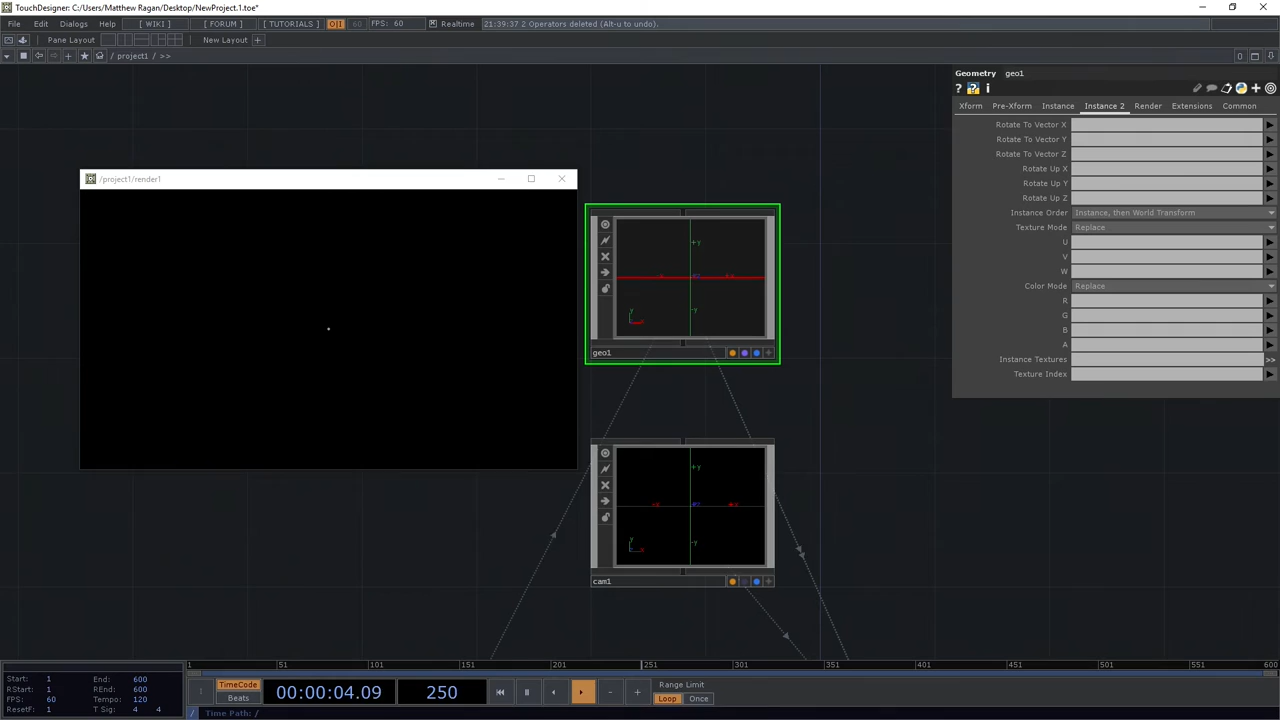 TouchDesigner: C:/Users/Matthew Ragan/Desktop/NewProject.1.toe*
File Edit Dialogs Help [ WIKI ] [ FORUM ] [ TUTORIALS ] O|I 60 FPS: 60 Realtime 21:39:37 2 Operators deleted (Alt-u to undo).
Pane Layout New Layout +
/ project1 / >> 0
Geometry geo1
? ? i
Xform Pre-Xform Instance Instance 2 Render Extensions Common
Rotate To Vector X
Rotate To Vector Y
Rotate To Vector Z
Rotate Up X
Rotate Up Y
Rotate Up Z
Instance Order Instance, then World Transform
Texture Mode Replace
U
V
W
Color Mode Replace
R
G
B
A
Instance Textures >>
Texture Index
/project1/render1
+y
-y
y
x
geo1
+y
-x +x
-y
y
x
cam1
1 51 101 151 201 251 301 351 401 451 501 551 600
Start: 1 End: 600
RStart: 1 REnd: 600
FPS: 60 Tempo: 120
ResetF: 1 T Sig: 4 4
TimeCode
Beats
00:00:04.09 250
Range Limit
Loop Once
/ Time Path: /